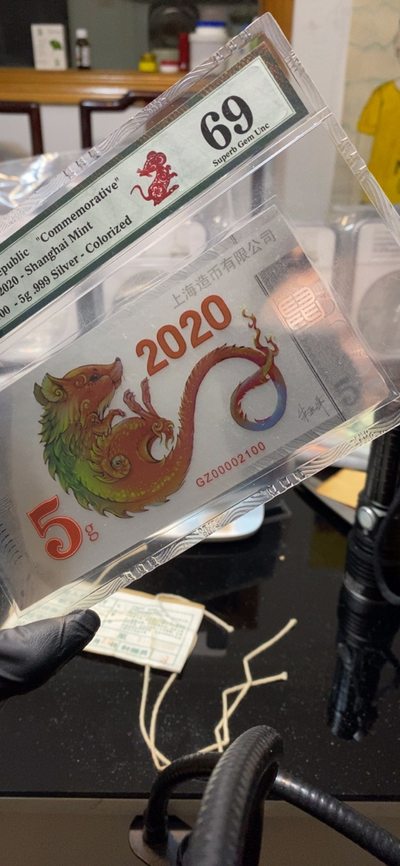 epublic "Commemorative"
2020 - Shanghai Mint
00 - 5g .999 Silver - Colorized
69
Superb Gem Unc
上海造币有限公司
2020
GZ00002100
5g
5